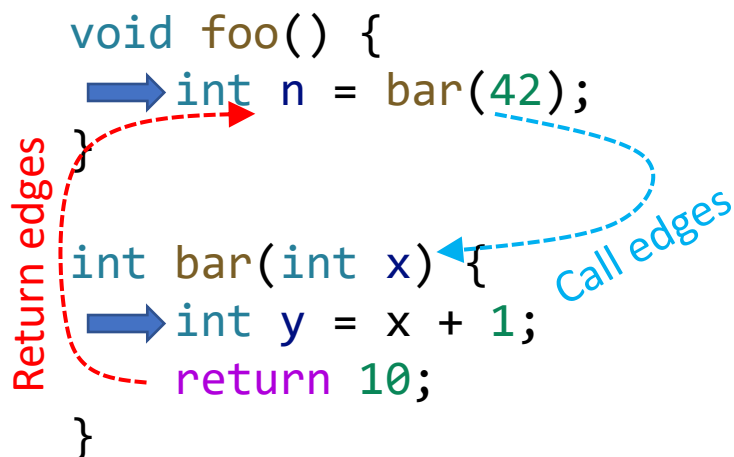 void foo() {
int n = bar(42);
}
int bar(int x) {
int y = x + 1;
return 10;
}
Return edges
Call edges